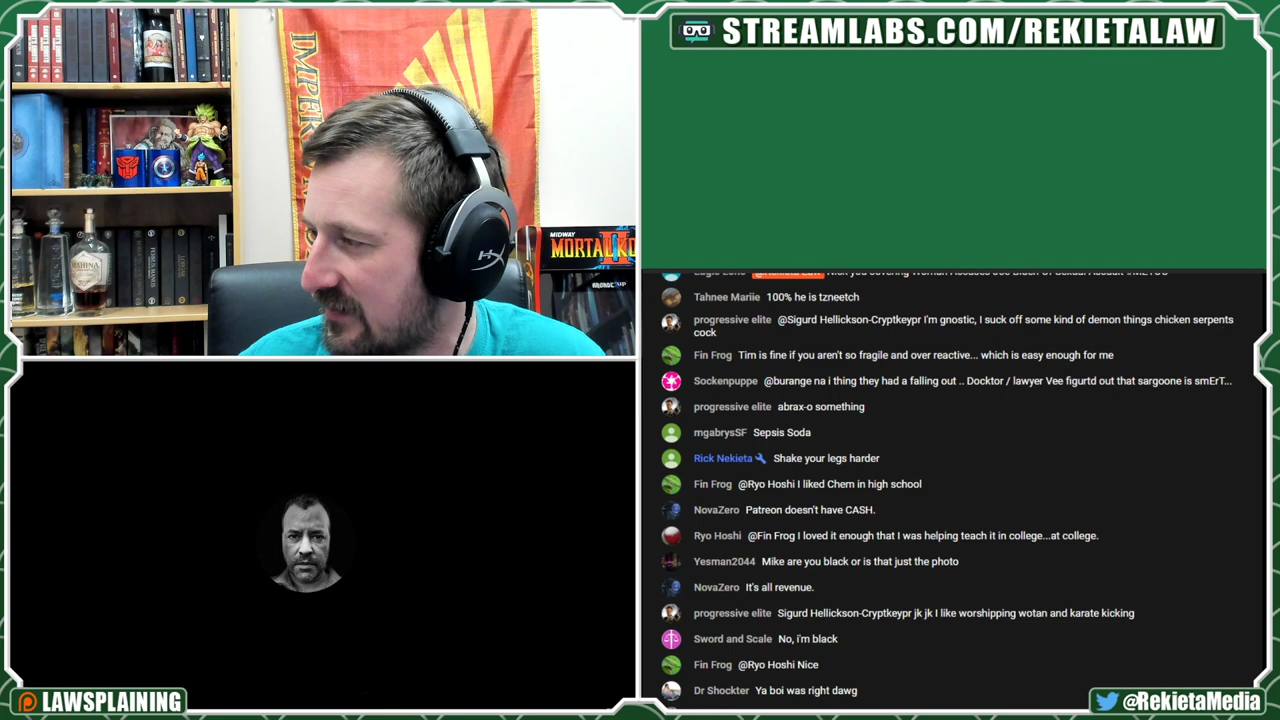 STREAMLABS.COM/REKIETALAW
IMPER
MIDWAY
MORTAL KO
II
ARCADE1UP
HX
Tahnee Mariie 100% he is tzneetch
progressive elite @Sigurd Hellickson-Cryptkeypr I'm gnostic, I suck off some kind of demon things chicken serpents
cock
Fin Frog Tim is fine if you aren't so fragile and over reactive... which is easy enough for me
Sockenpuppe @burange na i thing they had a falling out .. Docktor / lawyer Vee figurtd out that sargoone is smErT...
progressive elite abrax-o something
mgabrysSF Sepsis Soda
Rick Nekieta Shake your legs harder
Fin Frog @Ryo Hoshi I liked Chem in high school
NovaZero Patreon doesn't have CASH.
Ryo Hoshi @Fin Frog I loved it enough that I was helping teach it in college...at college.
Yesman2044 Mike are you black or is that just the photo
NovaZero It's all revenue.
progressive elite Sigurd Hellickson-Cryptkeypr jk jk I like worshipping wotan and karate kicking
Sword and Scale No, i'm black
Fin Frog @Ryo Hoshi Nice
Dr Shockter Ya boi was right dawg
LAWSPLAINING
@RekietaMedia